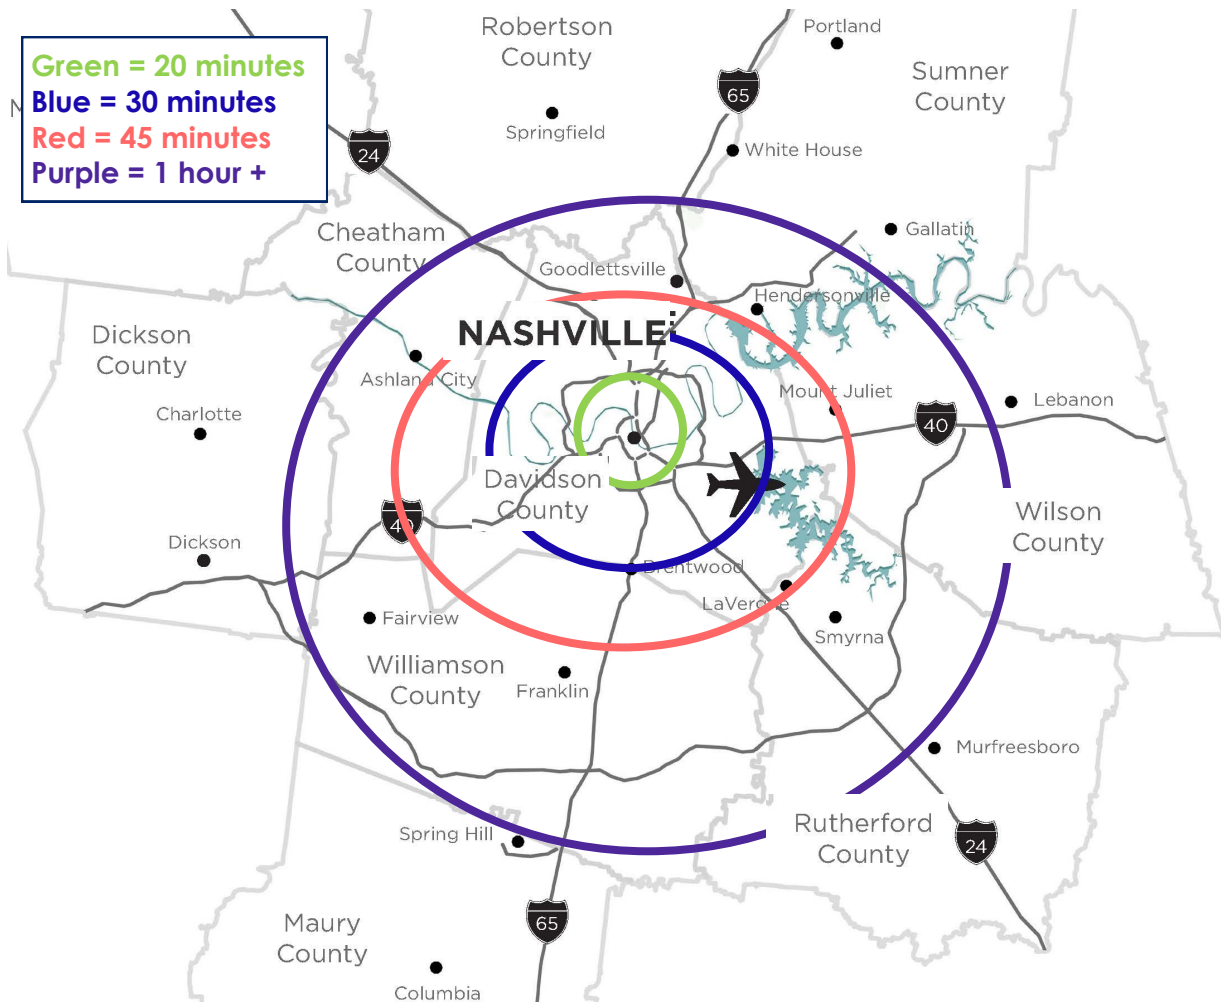 Green = 20 minutes
Blue = 30 minutes
Red = 45 minutes
Purple = 1 hour +
Robertson
County
Portland
Sumner
County
65
Springfield
24
White House
Cheatham
County
Gallatin
Goodlettsville
Hendersonville
NASHVILLE
Dickson
County
Ashland City
Mount Juliet
Charlotte
Lebanon
40
Davidson
County
Wilson
County
40
Dickson
Brentwood
LaVergne
Fairview
Smyrna
Williamson
County
Franklin
Murfreesboro
Spring Hill
Rutherford
County
24
Maury
County
65
Columbia